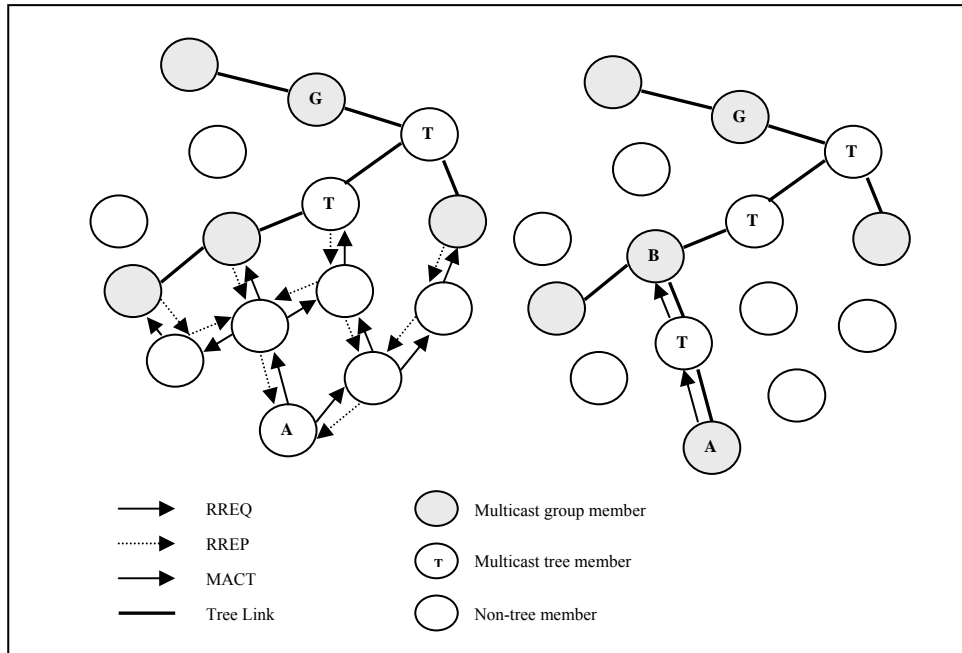 G
G
T
T
T
T
B
T
A
A
RREQ
Multicast group member
RREP
T
Multicast tree member
MACT
Tree Link
Non-tree member